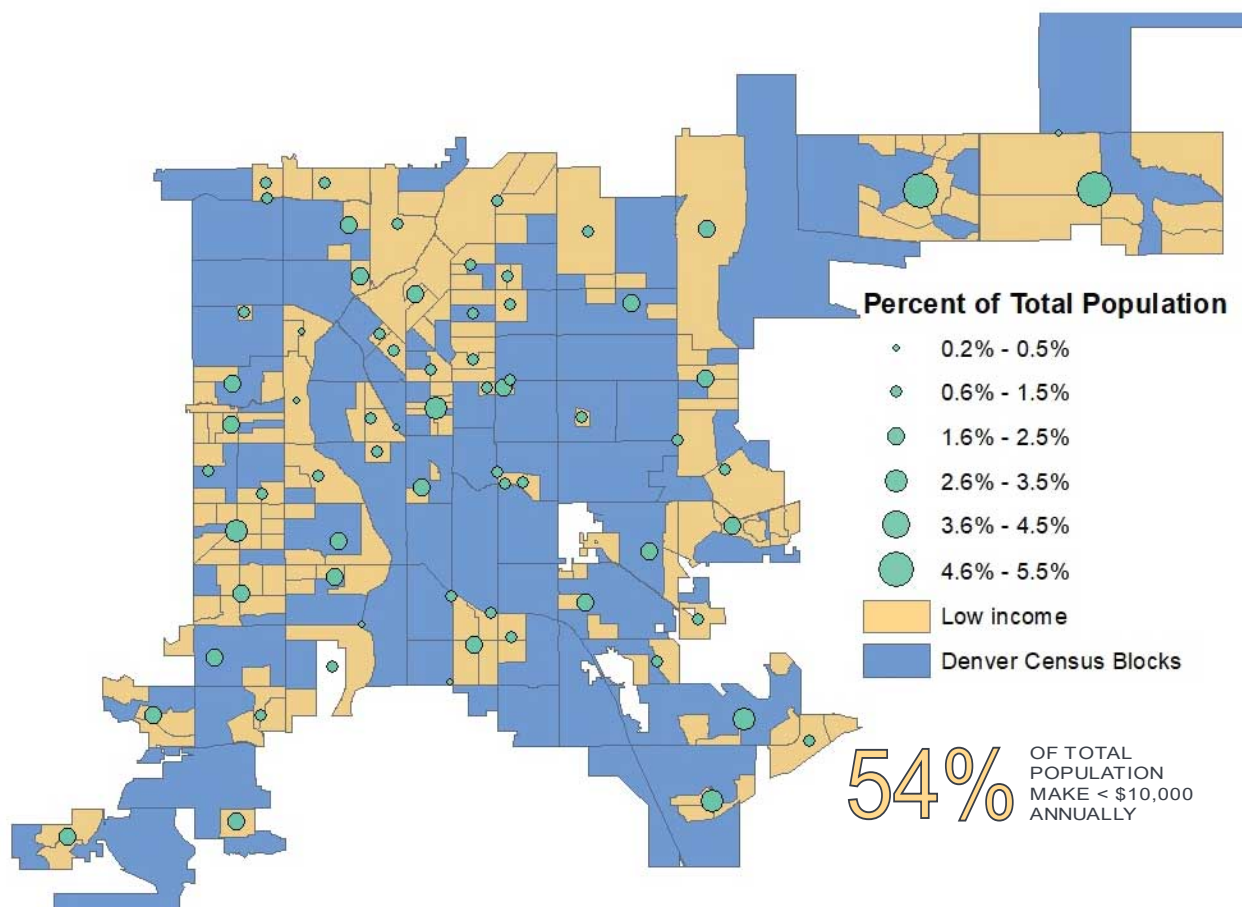 Percent of Total Population
0.2% - 0.5%
0.6% - 1.5%
1.6% - 2.5%
2.6% - 3.5%
3.6% - 4.5%
4.6% - 5.5%
Low income
Denver Census Blocks
54%
OF TOTAL
POPULATION
MAKE < $10,000
ANNUALLY